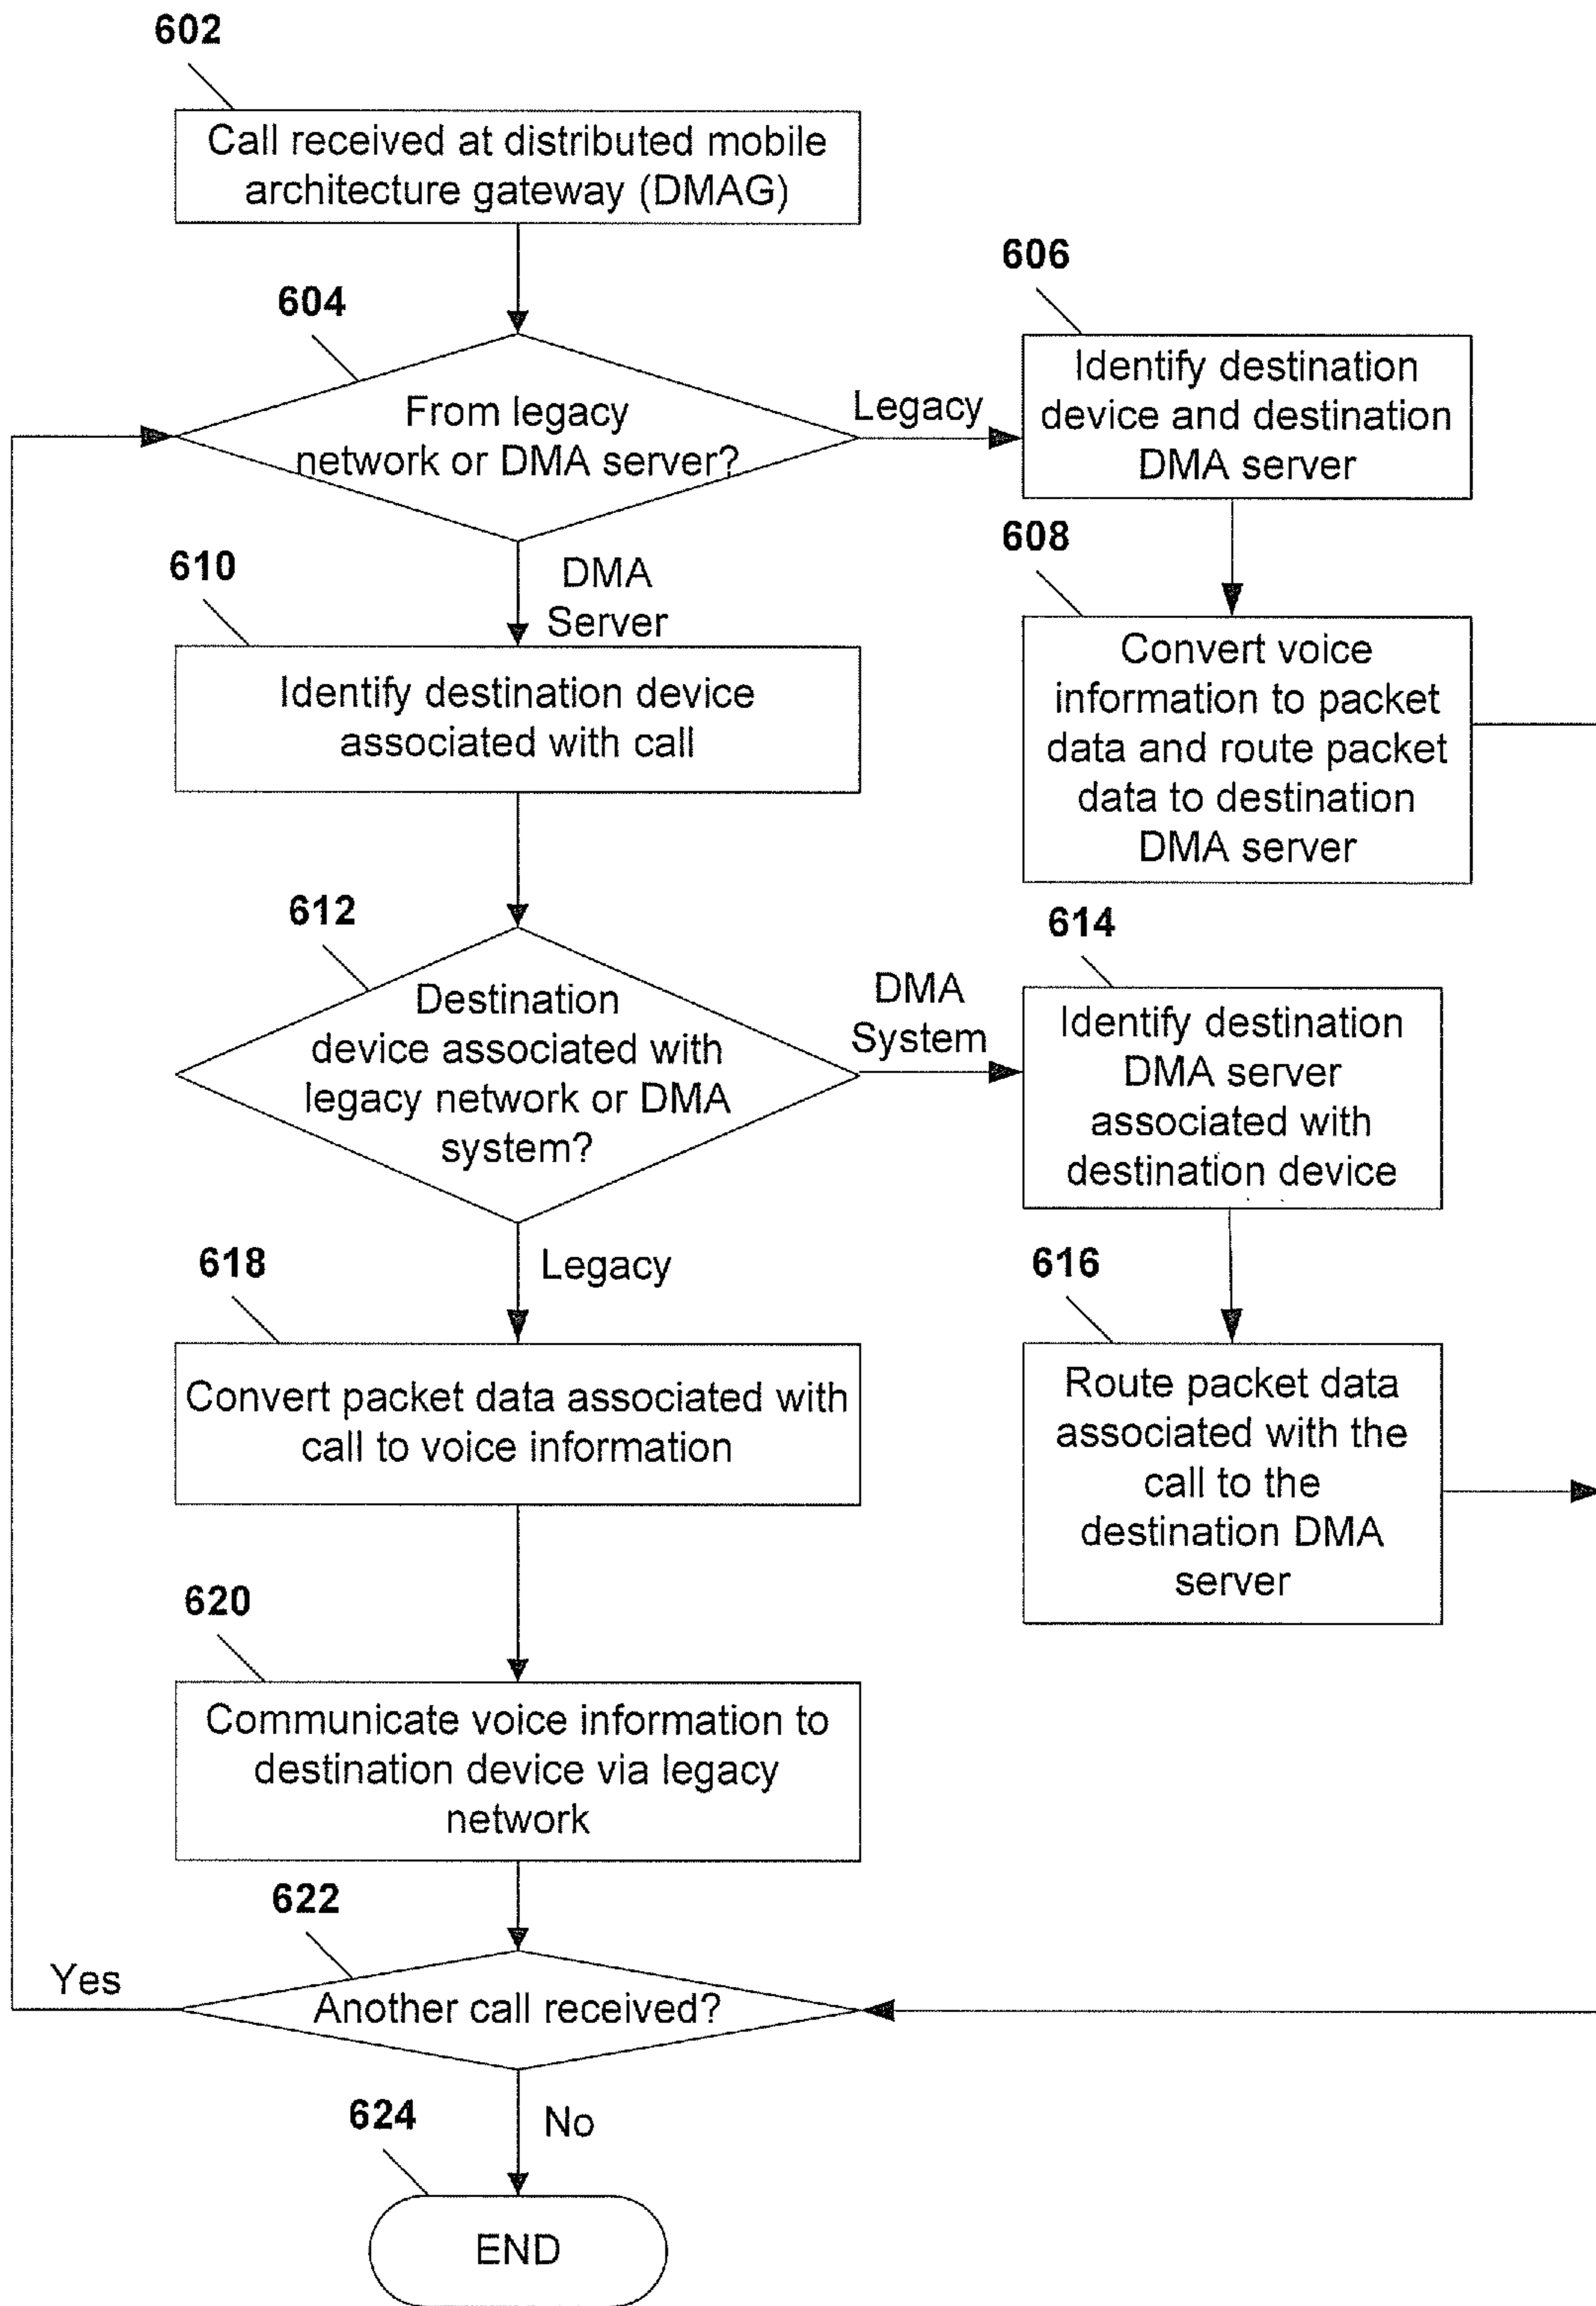 602
Call received at distributed mobile
architecture gateway (DMAG)
604
From legacy
network or DMA server?
Legacy
606
Identify destination
device and destination
DMA server
608
Convert voice
information to packet
data and route packet
data to destination
DMA server
DMA
Server
610
Identify destination device
associated with call
612
Destination
device associated with
legacy network or DMA
system?
DMA
System
614
Identify destination
DMA server
associated with
destination device
616
Route packet data
associated with the
call to the
destination DMA
server
Legacy
618
Convert packet data associated with
call to voice information
620
Communicate voice information to
destination device via legacy
network
622
Another call received?
Yes
No
624
END